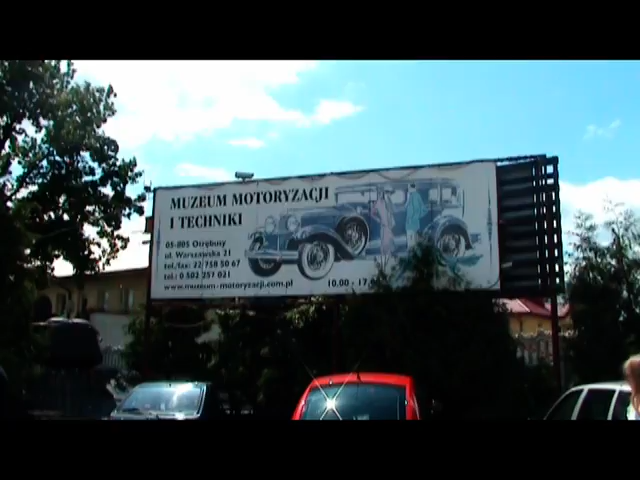 MUZEUM MOTORYZACJI
I TECHNIKI
05-805 Otrębusy
ul. Warszawska 21
tel./fax: 22/758 50 67
tel.: 0 502 257 021
www.muzeum-motoryzacji.com.pl
10.00 -